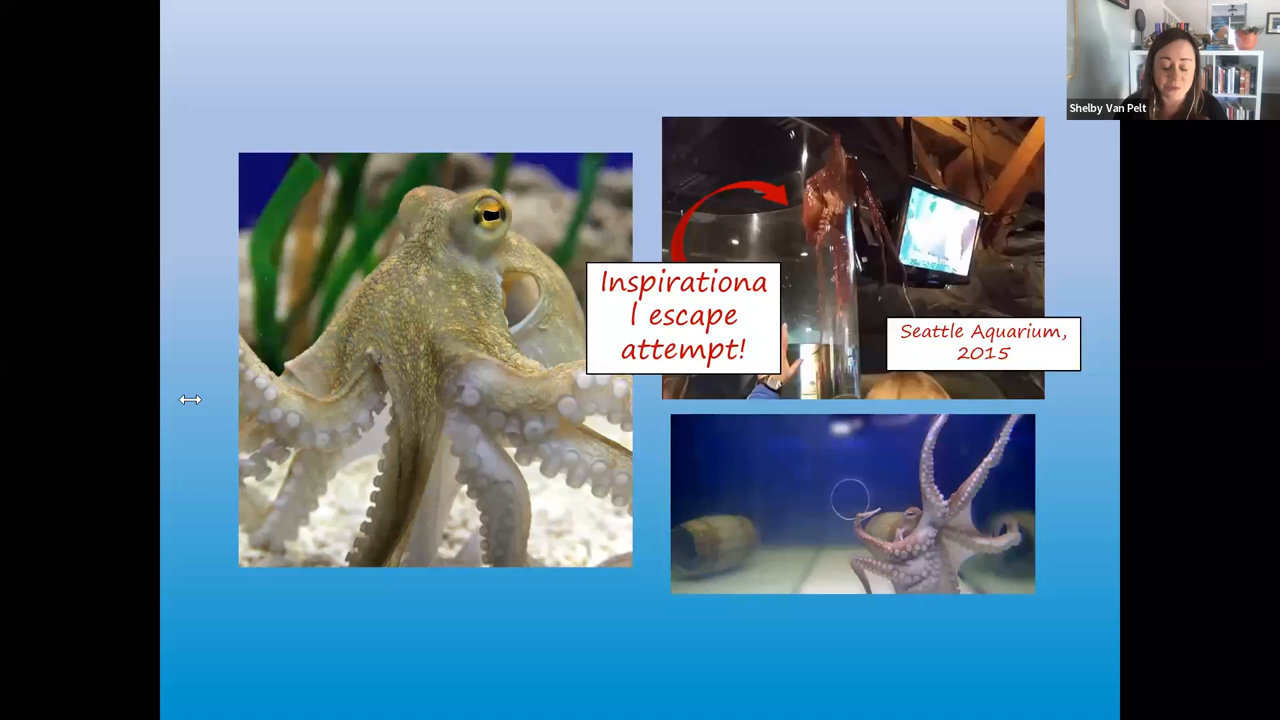 Shelby Van Pelt
Inspirationa
l escape
attempt!
Seattle Aquarium,
2015